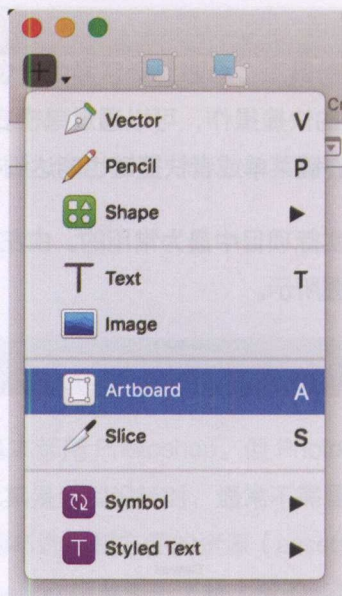 Vector V
Pencil P
Shape
Text T
Image
Artboard A
Slice S
Symbol
Styled Text